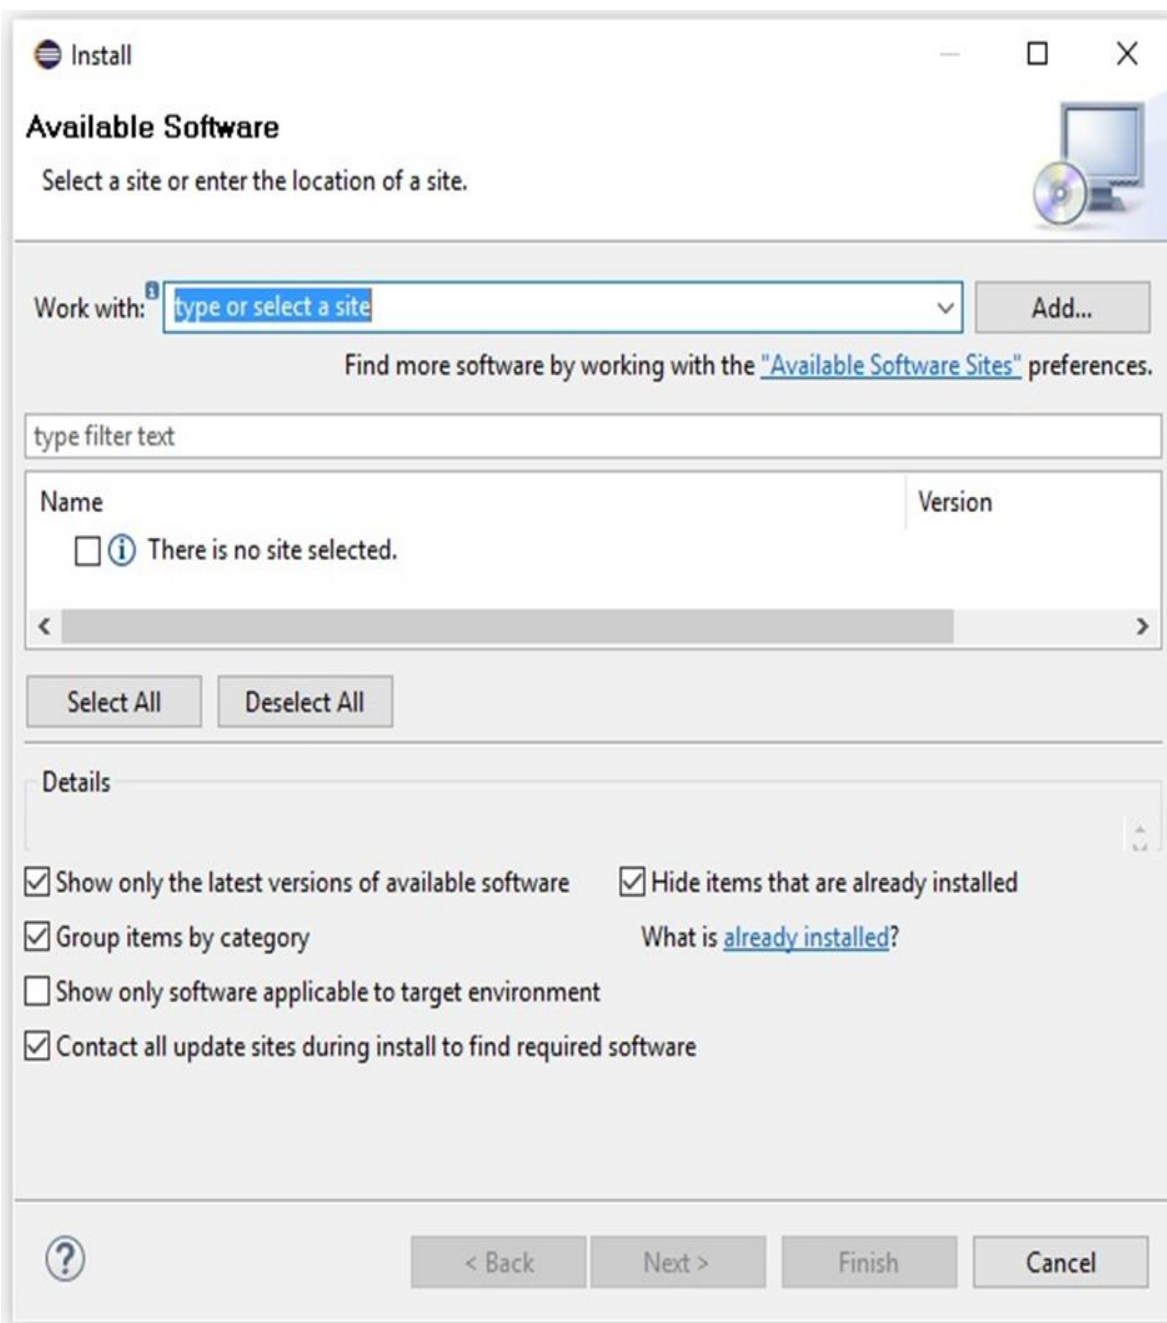 Install
Available Software
Select a site or enter the location of a site.
Work with: type or select a site Add...
Find more software by working with the "Available Software Sites" preferences.
type filter text
Name Version
There is no site selected.
Select All Deselect All
Details
Show only the latest versions of available software Hide items that are already installed
Group items by category What is already installed?
Show only software applicable to target environment
Contact all update sites during install to find required software
? < Back Next > Finish Cancel